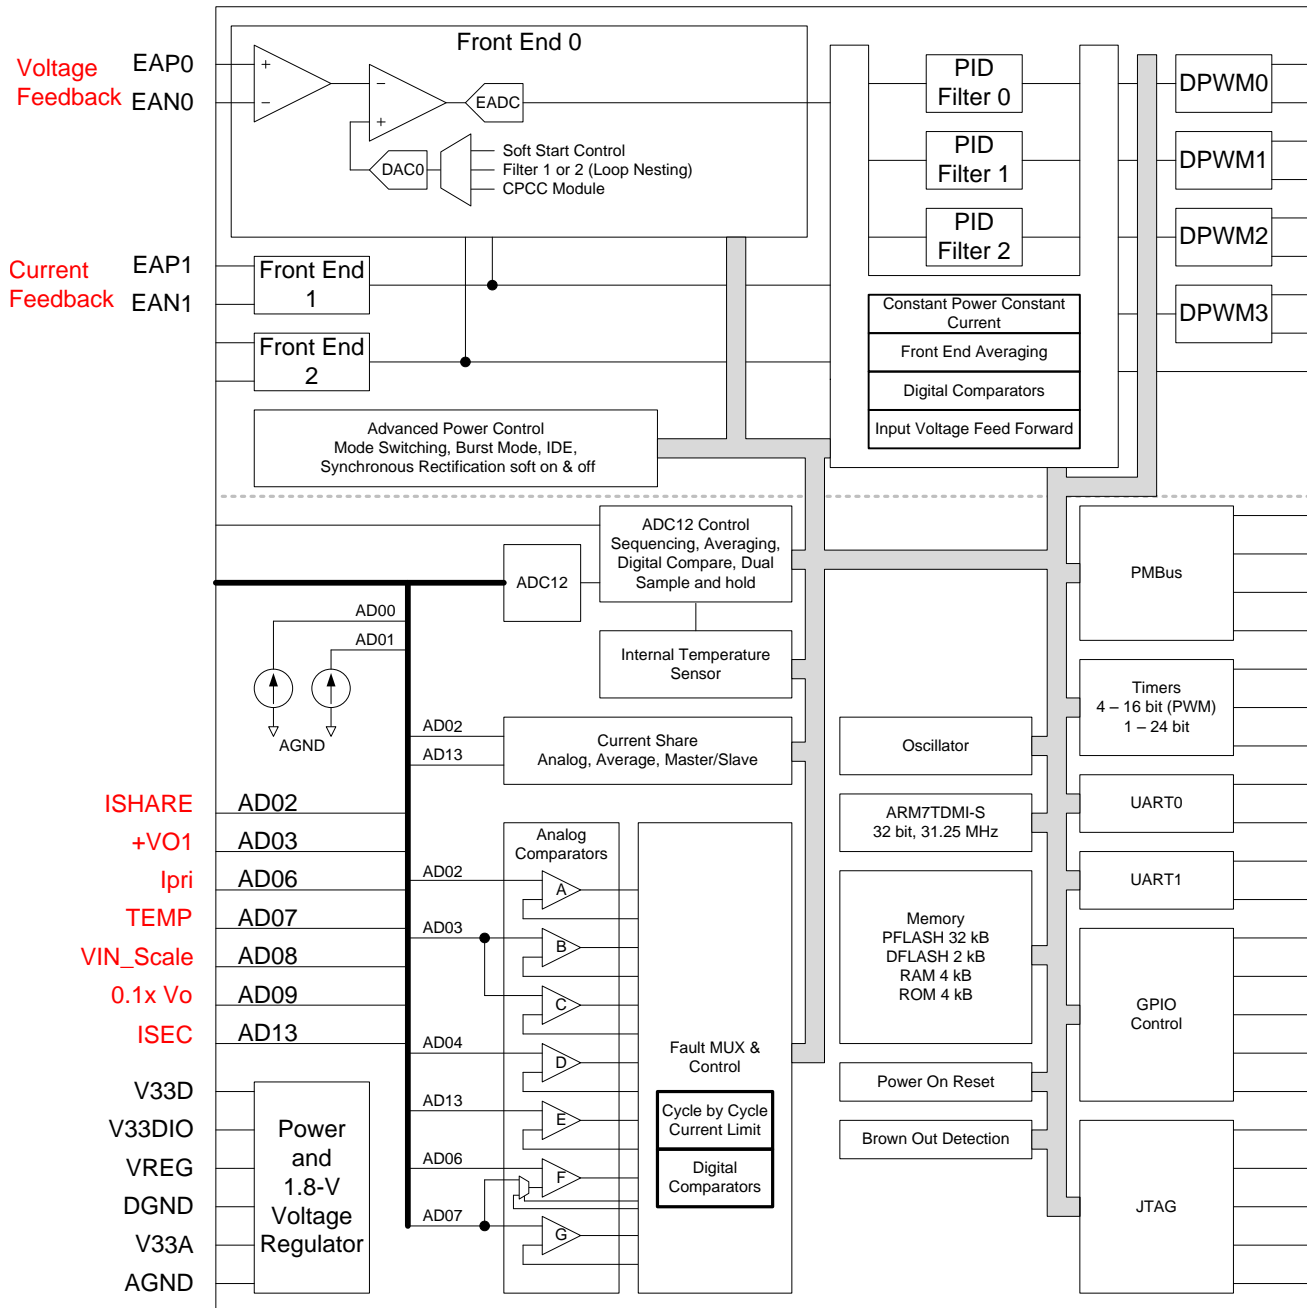 Front End 0
Voltage
Feedback
EAP0
EAN0
+
−
−
+
EADC
DAC0
Soft Start Control
Filter 1 or 2 (Loop Nesting)
CPCC Module
PID
Filter 0
PID
Filter 1
PID
Filter 2
DPWM0
DPWM1
DPWM2
DPWM3
Current
Feedback
EAP1
EAN1
Front End
1
Front End
2
Constant Power Constant
Current
Front End Averaging
Digital Comparators
Input Voltage Feed Forward
Advanced Power Control
Mode Switching, Burst Mode, IDE,
Synchronous Rectification soft on & off
ADC12 Control
Sequencing, Averaging,
Digital Compare, Dual
Sample and hold
ADC12
AD00
AD01
AGND
Internal Temperature
Sensor
AD02
AD13
Current Share
Analog, Average, Master/Slave
PMBus
Timers
4 – 16 bit (PWM)
1 – 24 bit
Oscillator
ARM7TDMI-S
32 bit, 31.25 MHz
UART0
UART1
Memory
PFLASH 32 kB
DFLASH 2 kB
RAM 4 kB
ROM 4 kB
GPIO
Control
Power On Reset
Brown Out Detection
JTAG
ISHARE AD02
+VO1 AD03
Ipri AD06
TEMP AD07
VIN_Scale AD08
0.1x Vo AD09
ISEC AD13
V33D
V33DIO
VREG
DGND
V33A
AGND
Power
and
1.8-V
Voltage
Regulator
Analog
Comparators
AD02
A
AD03
B
C
AD04
D
AD13
E
AD06
F
AD07
G
Fault MUX &
Control
Cycle by Cycle
Current Limit
Digital
Comparators